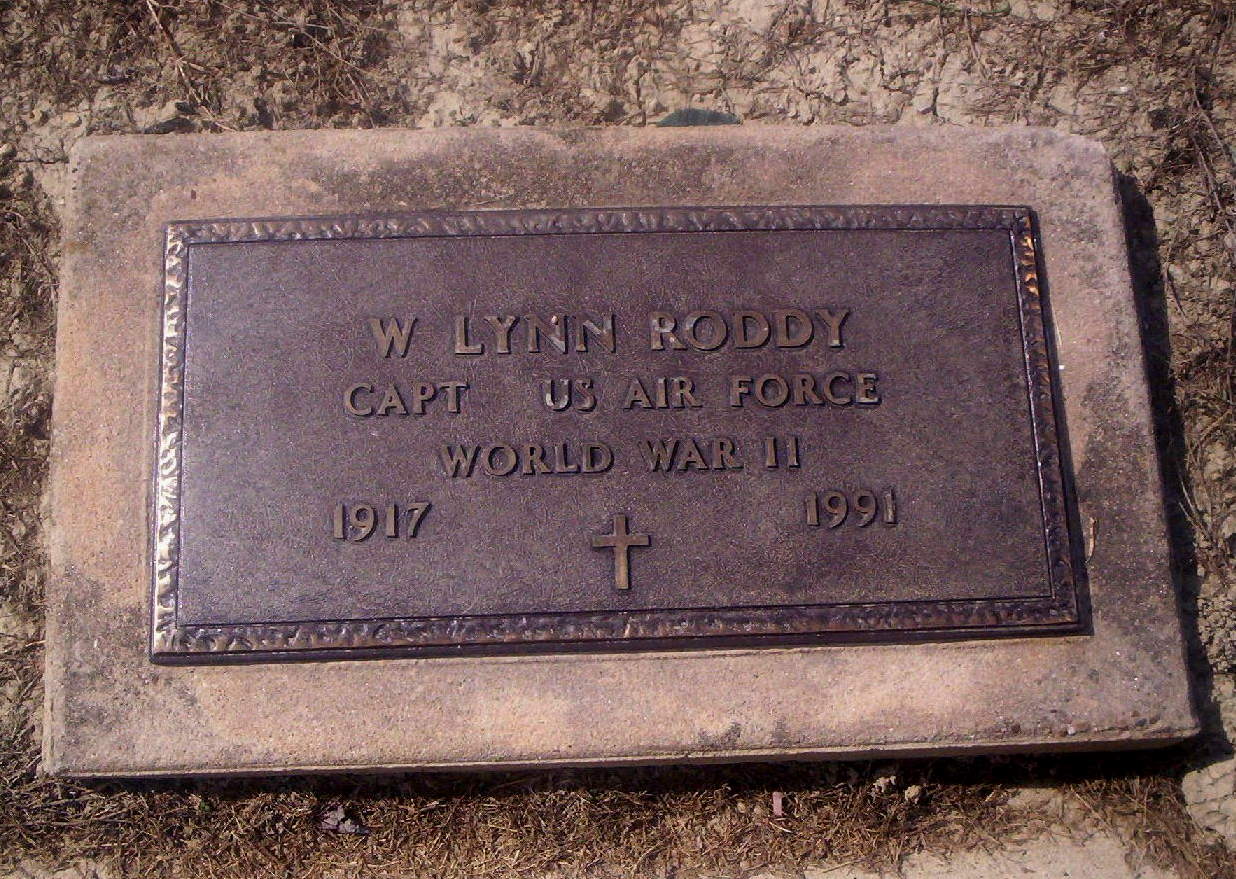 W LYNN RODDY
CAPT US AIR FORCE
WORLD WAR II
1917 1991